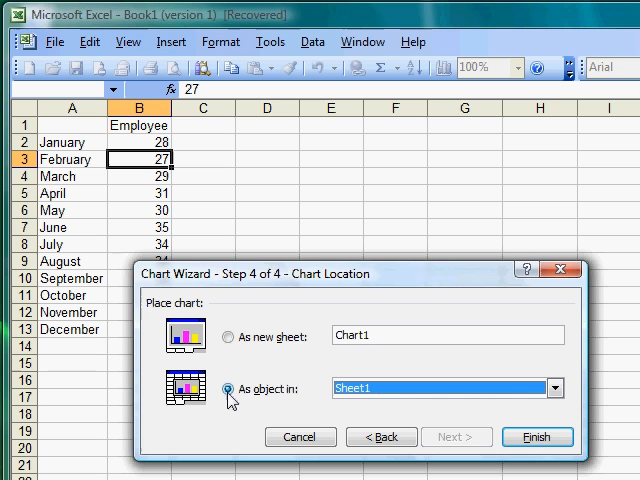 Microsoft Excel - Book1 (version 1) [Recovered]
File Edit View Insert Format Tools Data Window Help
100% Arial
fx 27
A B C D E F G H I
1 Employee
2 January 28
3 February 27
4 March 29
5 April 31
6 May 30
7 June 35
8 July 34
9 August
10 September
11 October
12 November
13 December
14
15
16
17
18
19
20
21
Chart Wizard - Step 4 of 4 - Chart Location
Place chart:
As new sheet: Chart1
As object in: Sheet1
Cancel < Back Next > Finish